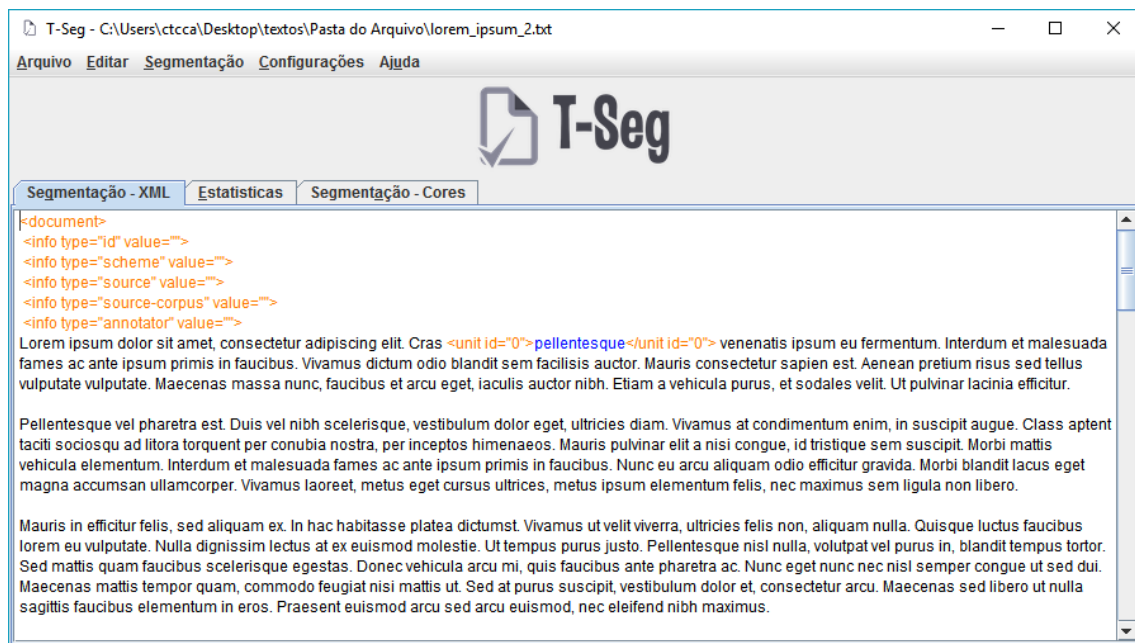 T-Seg - C:\Users\ctcca\Desktop\textos\Pasta do Arquivo\lorem_ipsum_2.txt
Arquivo Editar Segmentação Configurações Ajuda
T-Seg
Segmentação - XML Estatisticas Segmentação - Cores
<document>
<info type="id" value="">
<info type="scheme" value="">
<info type="source" value="">
<info type="source-corpus" value="">
<info type="annotator" value="">
Lorem ipsum dolor sit amet, consectetur adipiscing elit. Cras <unit id="0">pellentesque</unit id="0"> venenatis ipsum eu fermentum. Interdum et malesuada
fames ac ante ipsum primis in faucibus. Vivamus dictum odio blandit sem facilisis auctor. Mauris consectetur sapien est. Aenean pretium risus sed tellus
vulputate vulputate. Maecenas massa nunc, faucibus et arcu eget, iaculis auctor nibh. Etiam a vehicula purus, et sodales velit. Ut pulvinar lacinia efficitur.
Pellentesque vel pharetra est. Duis vel nibh scelerisque, vestibulum dolor eget, ultricies diam. Vivamus at condimentum enim, in suscipit augue. Class aptent
taciti sociosqu ad litora torquent per conubia nostra, per inceptos himenaeos. Mauris pulvinar elit a nisi congue, id tristique sem suscipit. Morbi mattis
vehicula elementum. Interdum et malesuada fames ac ante ipsum primis in faucibus. Nunc eu arcu aliquam odio efficitur gravida. Morbi blandit lacus eget
magna accumsan ullamcorper. Vivamus laoreet, metus eget cursus ultrices, metus ipsum elementum felis, nec maximus sem ligula non libero.
Mauris in efficitur felis, sed aliquam ex. In hac habitasse platea dictumst. Vivamus ut velit viverra, ultricies felis non, aliquam nulla. Quisque luctus faucibus
lorem eu vulputate. Nulla dignissim lectus at ex euismod molestie. Ut tempus purus justo. Pellentesque nisl nulla, volutpat vel purus in, blandit tempus tortor.
Sed mattis quam faucibus scelerisque egestas. Donec vehicula arcu mi, quis faucibus ante pharetra ac. Nunc eget nunc nec nisl semper congue ut sed dui.
Maecenas mattis tempor quam, commodo feugiat nisi mattis ut. Sed at purus suscipit, vestibulum dolor et, consectetur arcu. Maecenas sed libero ut nulla
sagittis faucibus elementum in eros. Praesent euismod arcu sed arcu euismod, nec eleifend nibh maximus.